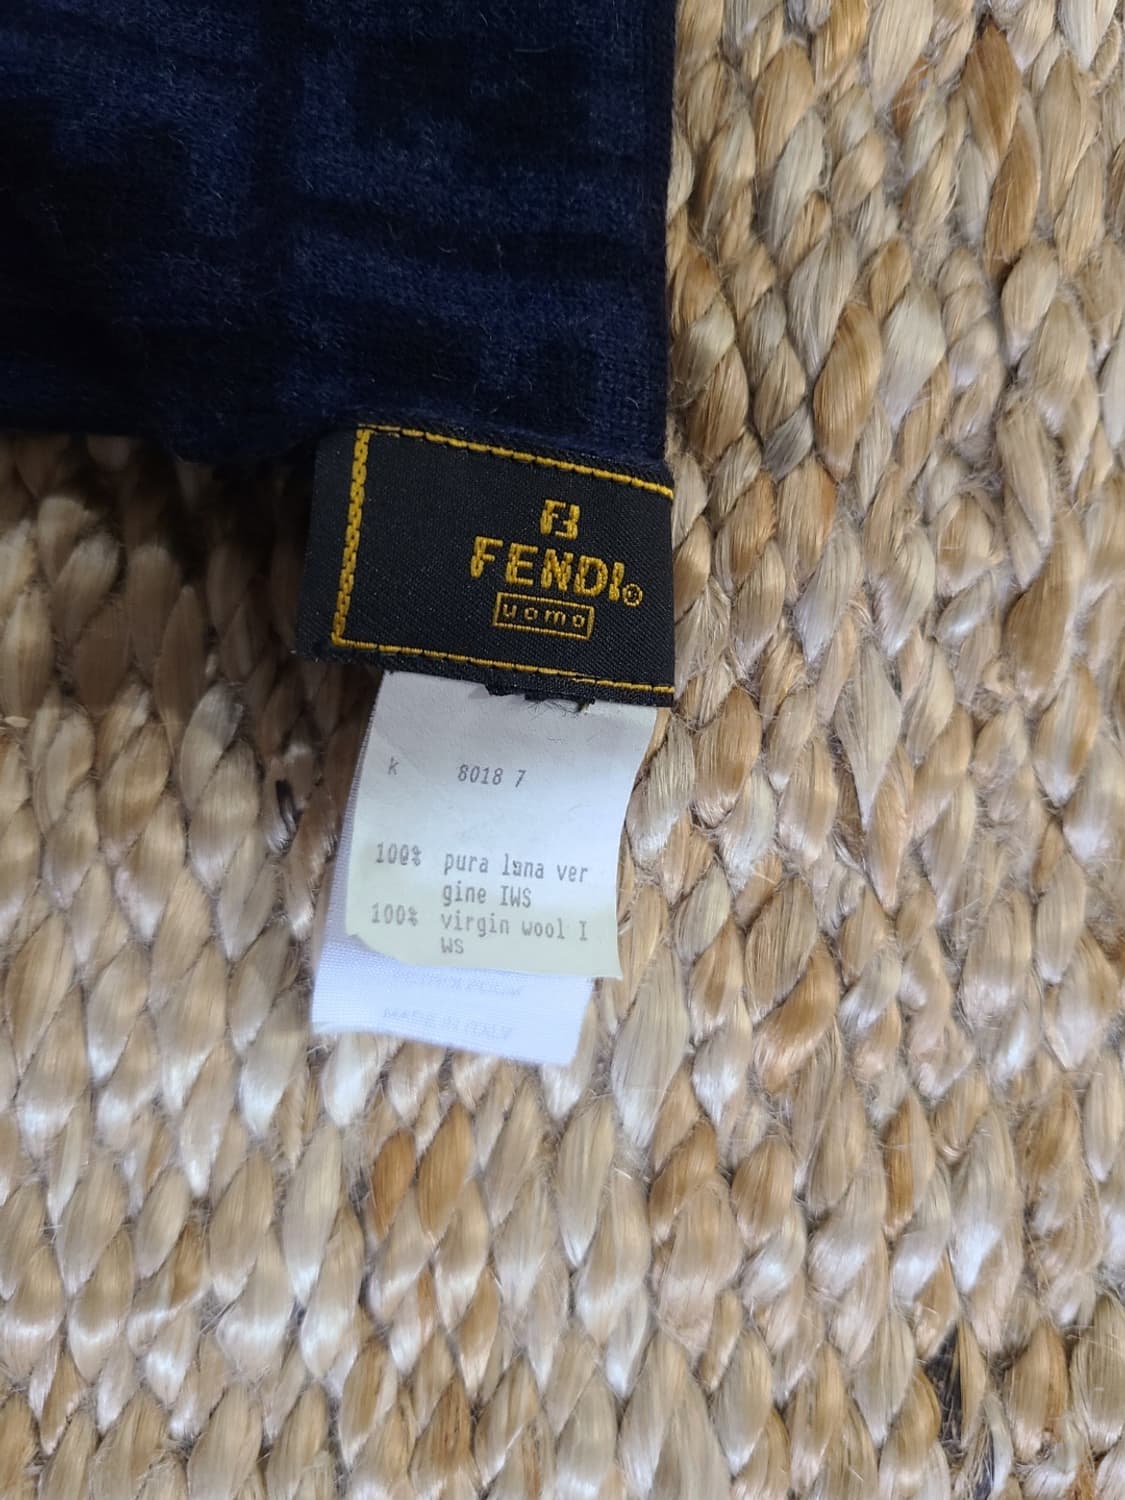 FENDI®
uomo
K 8018 7
100% pura lana ver
gine IWS
100% virgin wool I
WS
MADE IN ITALY